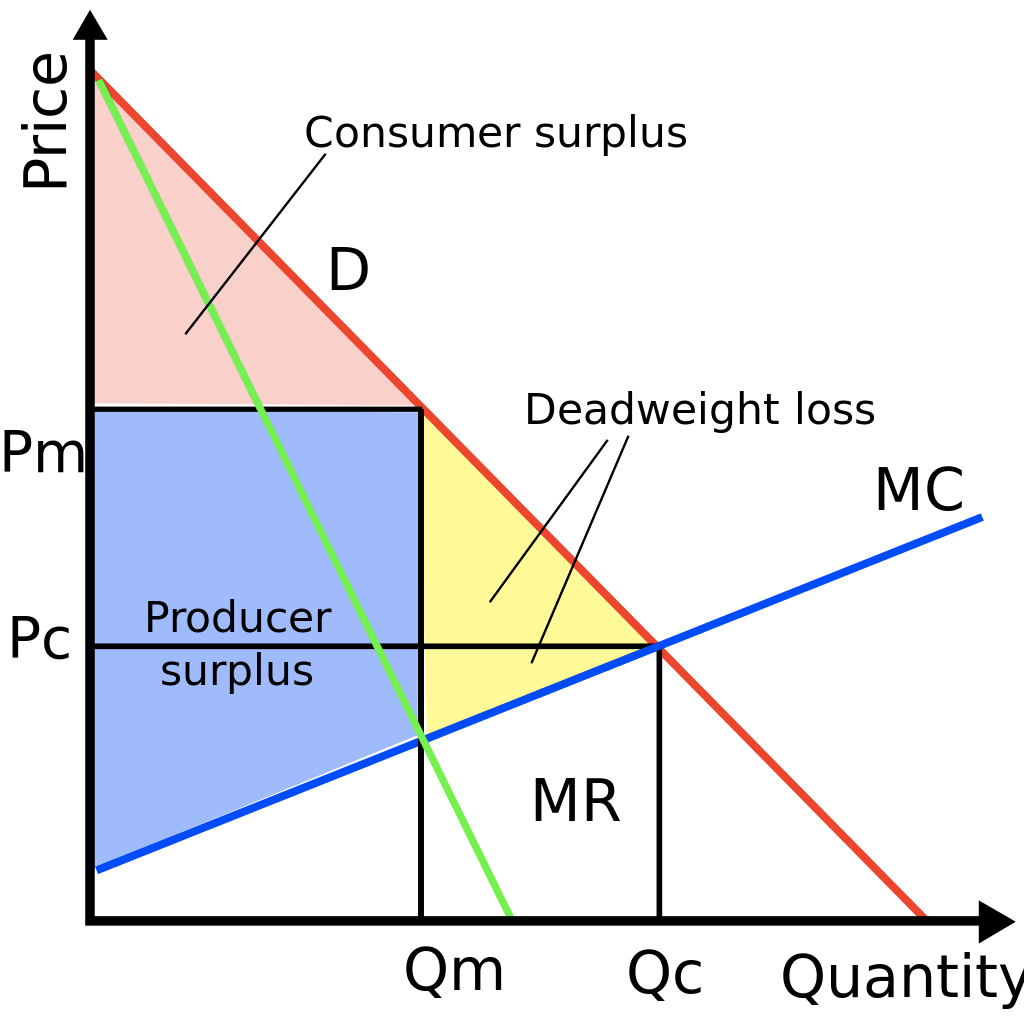 Price
Consumer surplus
D
Deadweight loss
Pm
MC
Producer
surplus
Pc
MR
Qm
Qc
Quantity